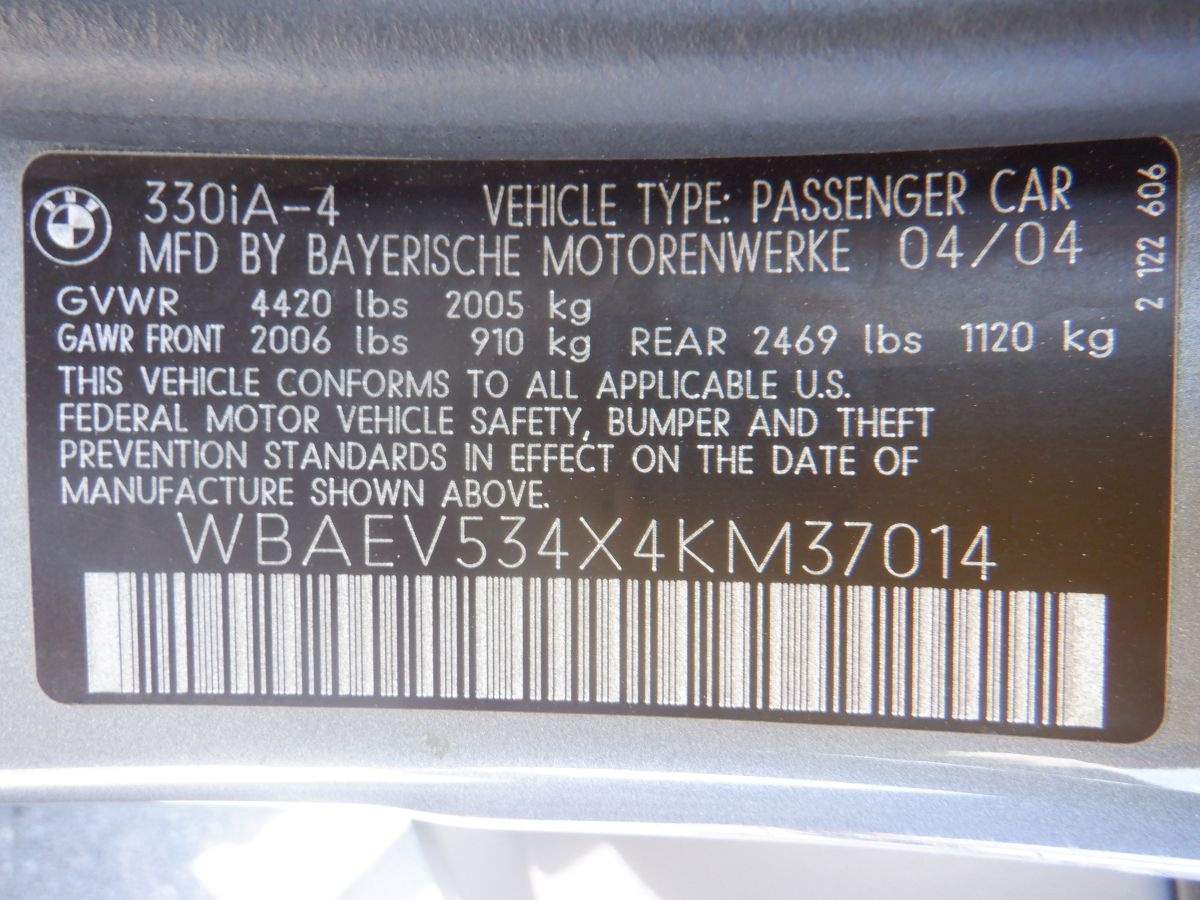 330iA-4 VEHICLE TYPE: PASSENGER CAR
MFD BY BAYERISCHE MOTORENWERKE 04/04
GVWR 4420 lbs 2005 kg
GAWR FRONT 2006 lbs 910 kg REAR 2469 lbs 1120 kg
THIS VEHICLE CONFORMS TO ALL APPLICABLE U.S.
FEDERAL MOTOR VEHICLE SAFETY, BUMPER AND THEFT
PREVENTION STANDARDS IN EFFECT ON THE DATE OF
MANUFACTURE SHOWN ABOVE.
WBAEV534X4KM37014
2 122 606